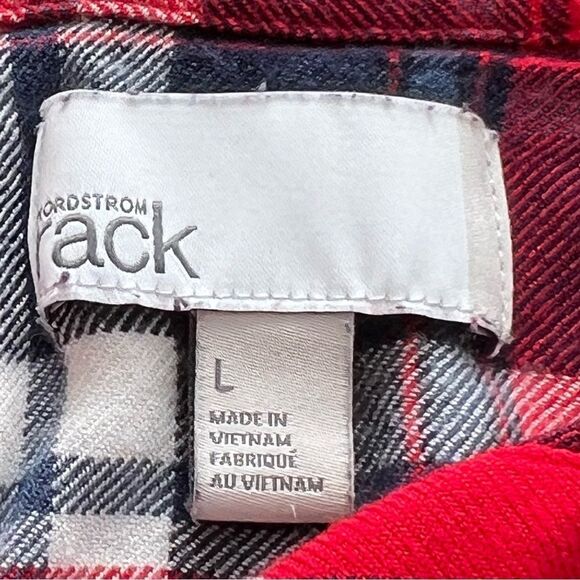 NORDSTROM
rack
L
MADE IN
VIETNAM
FABRIQUÉ
AU VIETNAM